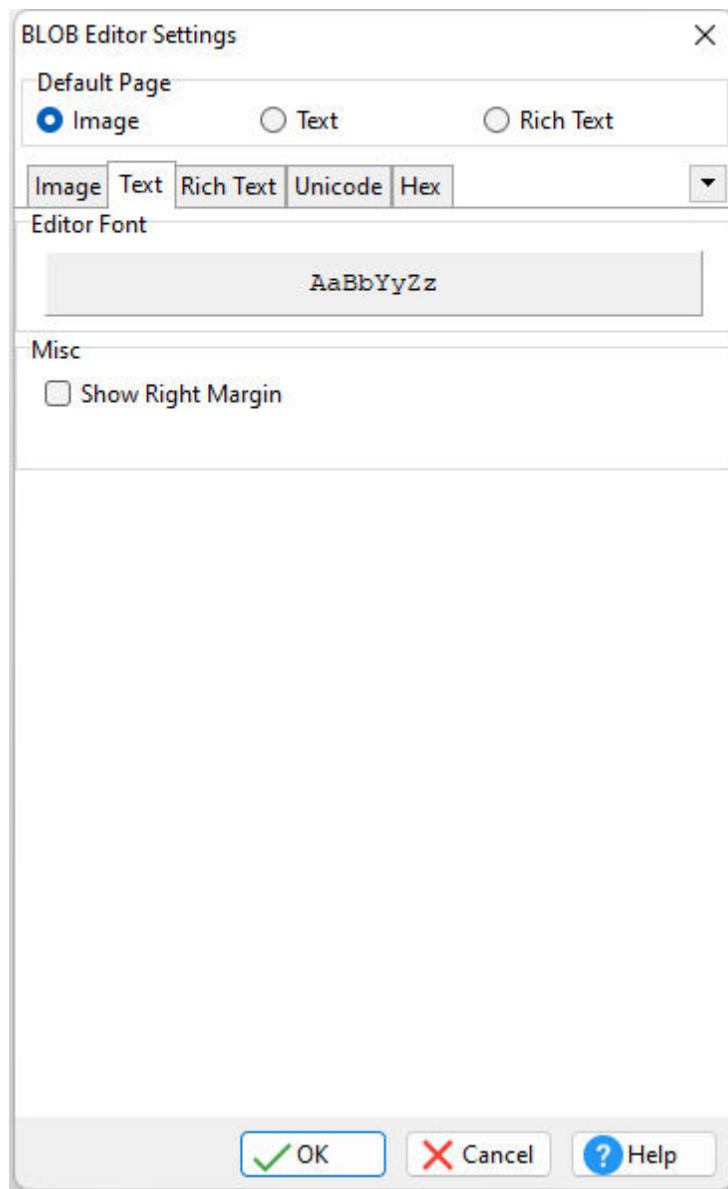 BLOB Editor Settings
Default Page
Image Text Rich Text
Image Text Rich Text Unicode Hex
Editor Font
AaBbYyZz
Misc
Show Right Margin
OK Cancel ? Help